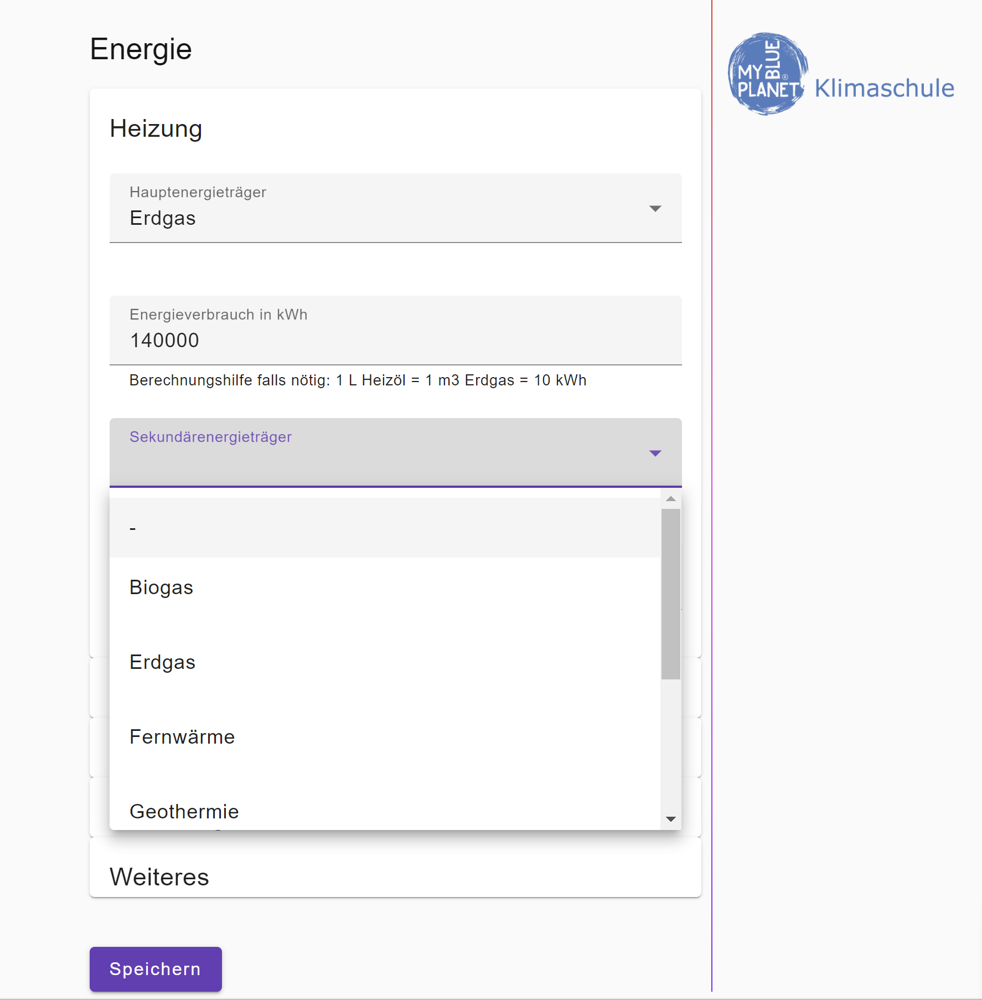 Energie
MY BLUE PLANET®
Klimaschule
Heizung
Hauptenergieträger
Erdgas
Energieverbrauch in kWh
140000
Berechnungshilfe falls nötig: 1 L Heizöl = 1 m3 Erdgas = 10 kWh
Sekundärenergieträger
-
Biogas
Erdgas
Fernwärme
Geothermie
Weiteres
Speichern